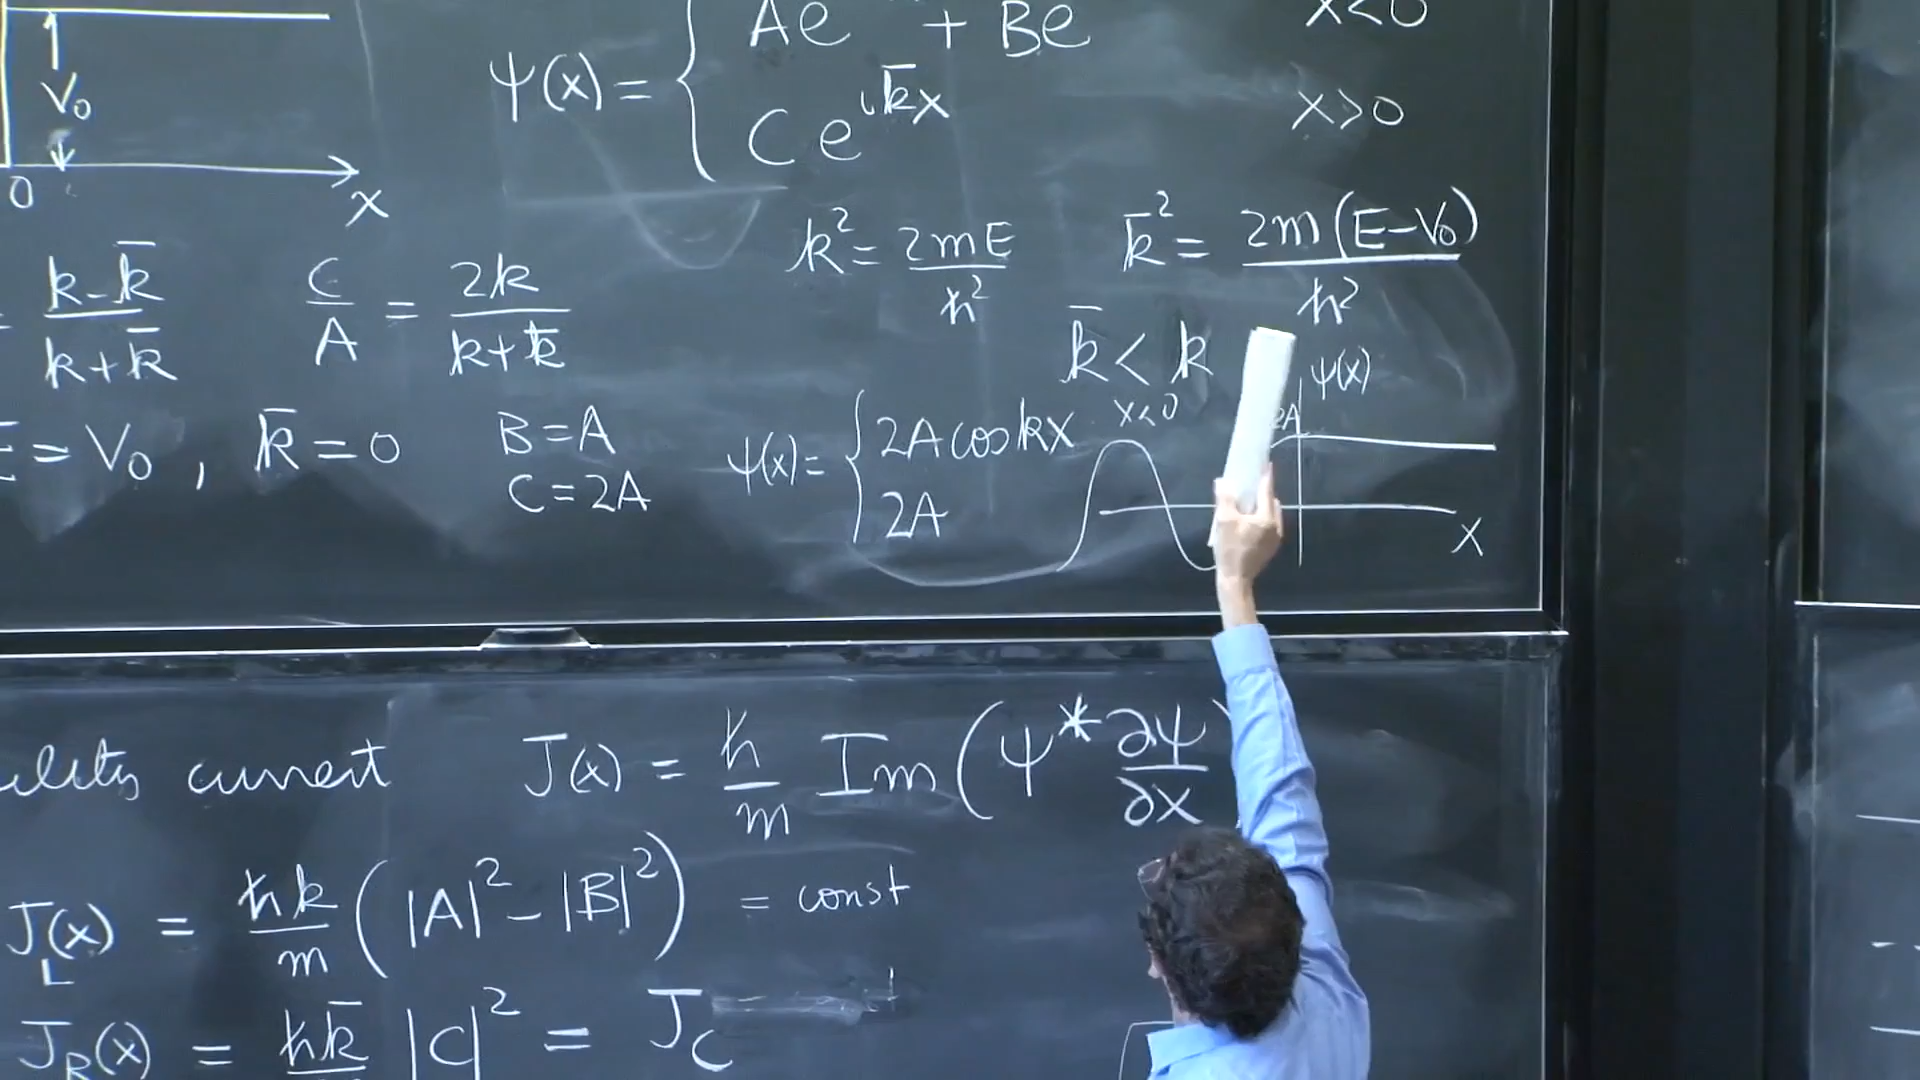 V₀
0
x
ψ(x) = { Ae + Be x<0
C e^{ik̄x} x>0
k² = 2mE/ħ² k̄² = 2m(E-V₀)/ħ²
k̄ < k
= (k-k̄)/(k+k̄) C/A = 2k/(k+k̄)
E = V₀ , k̄ = 0 B = A
C = 2A
ψ(x) = { 2A cos kx x<0
2A
2A ψ(x)
x
current J(x) = ħ/m Im(ψ* ∂ψ/∂x)
J_L(x) = ħk/m (|A|² - |B|²) = const
J_R(x) = ħk̄ |C|² = J_C